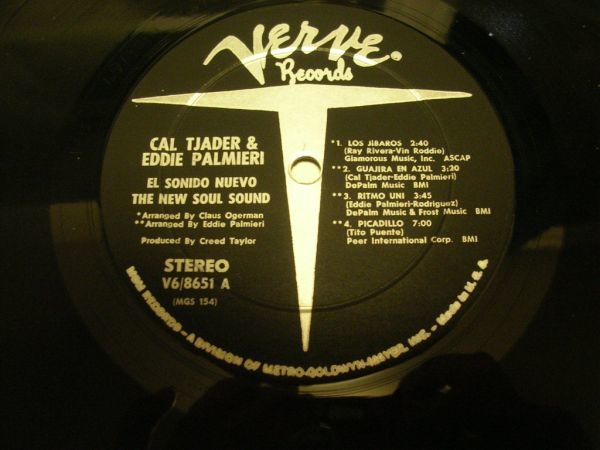 Verve.
Records
CAL TJADER &
EDDIE PALMIERI
EL SONIDO NUEVO
THE NEW SOUL SOUND
*Arranged By Claus Ogerman
**Arranged By Eddie Palmieri
Produced By Creed Taylor
STEREO
V6/8651 A
(MGS 154)
*1. LOS JIBAROS 2:40
(Ray Rivera-Vin Roddie)
Glamorous Music, Inc. ASCAP
**2. GUAJIRA EN AZUL 3:20
(Cal Tjader-Eddie Palmieri)
DePalm Music BMI
**3. RITMO UNI 3:45
(Eddie Palmieri-Rodriguez)
DePalm Music & Frost Music BMI
**4. PICADILLO 7:00
(Tito Puente)
Peer International Corp. BMI
MGM RECORDS - A DIVISION OF METRO-GOLDWYN-MAYER, INC. - Made in U.S.A.